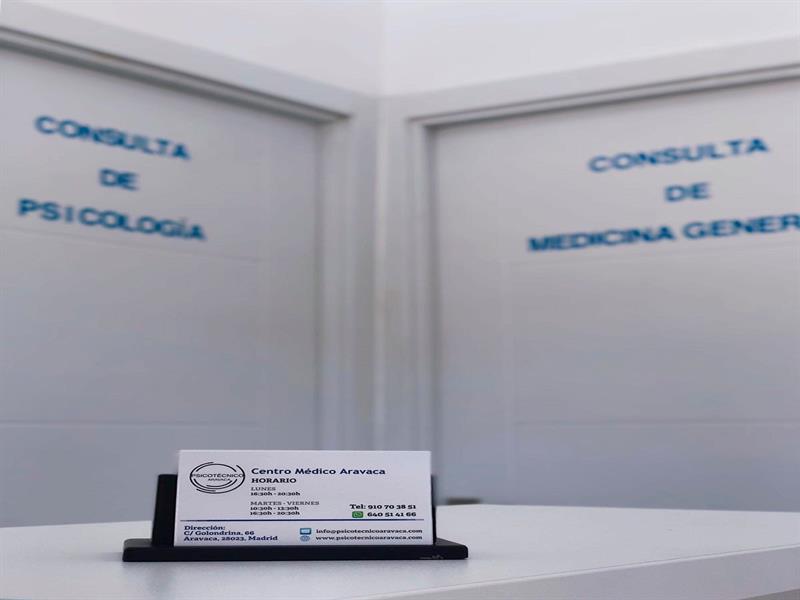 CONSULTA
DE
PSICOLOGÍA
CONSULTA
DE
MEDICINA GENER
PSICOTÉCNICO
ARAVACA
Centro Médico Aravaca
HORARIO
LUNES
16:30h - 20:30h
MARTES - VIERNES
10:30h - 13:30h
16:30h - 20:30h
Tel: 910 70 38 51
640 51 41 66
Dirección:
C/ Golondrina, 66
Aravaca, 28023, Madrid
info@psicotecnicoaravaca.com
www.psicotecnicoaravaca.com